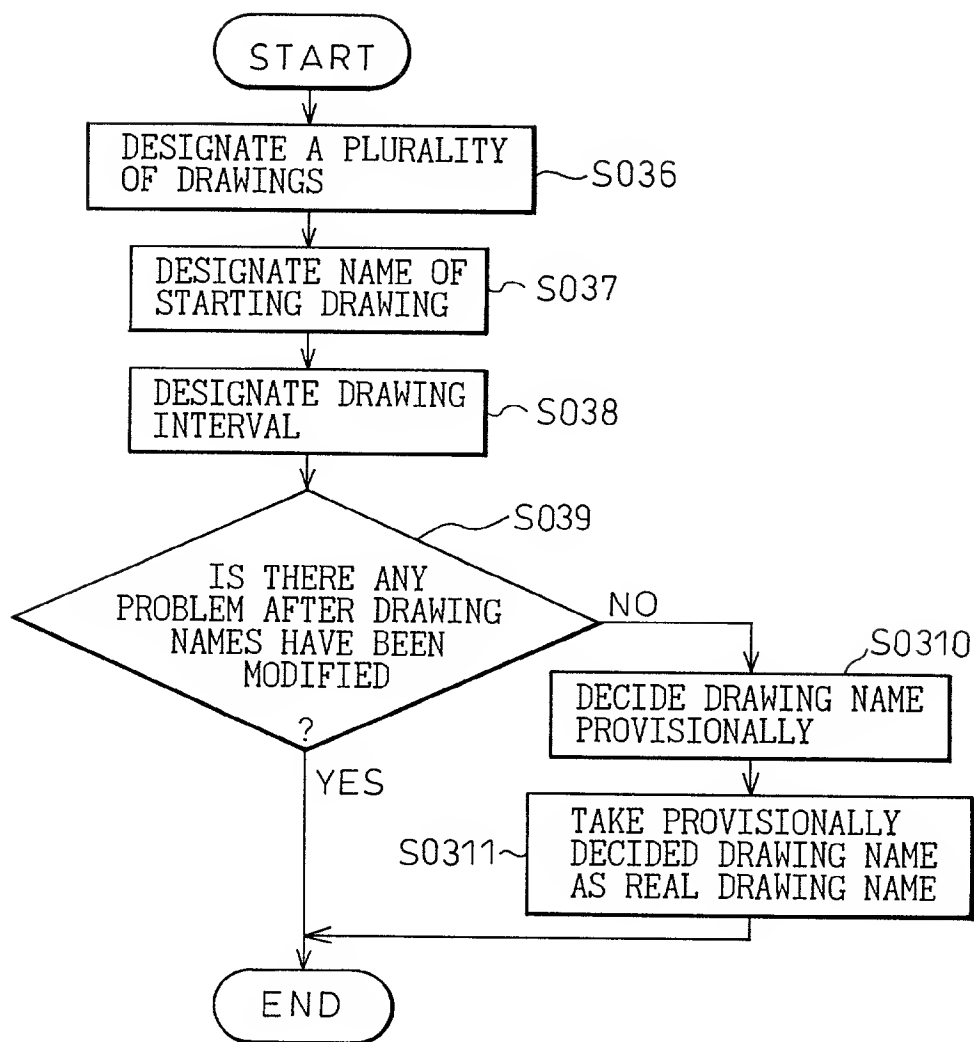 START
DESIGNATE A PLURALITY
OF DRAWINGS
S036
DESIGNATE NAME OF
STARTING DRAWING
S037
DESIGNATE DRAWING
INTERVAL
S038
S039
IS THERE ANY
PROBLEM AFTER DRAWING
NAMES HAVE BEEN
MODIFIED
?
NO
YES
S0310
DECIDE DRAWING NAME
PROVISIONALLY
S0311
TAKE PROVISIONALLY
DECIDED DRAWING NAME
AS REAL DRAWING NAME
END